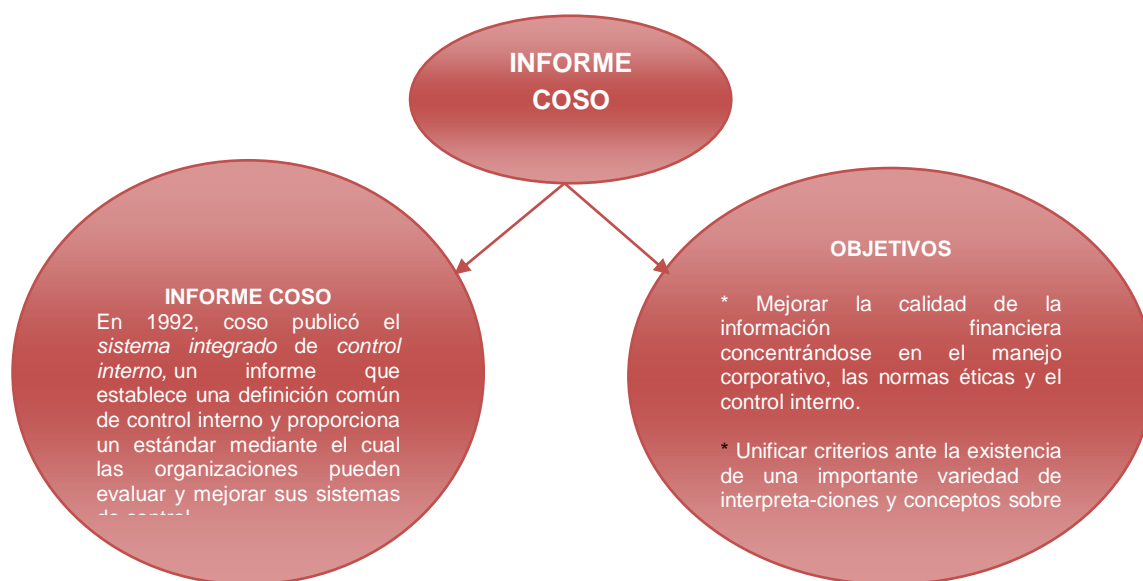 INFORME
COSO
INFORME COSO
En 1992, coso publicó el
sistema integrado de control
interno, un informe que
establece una definición común
de control interno y proporciona
un estándar mediante el cual
las organizaciones pueden
evaluar y mejorar sus sistemas
de control
OBJETIVOS
* Mejorar la calidad de la
información financiera
concentrándose en el manejo
corporativo, las normas éticas y el
control interno.
* Unificar criterios ante la existencia
de una importante variedad de
interpreta-ciones y conceptos sobre